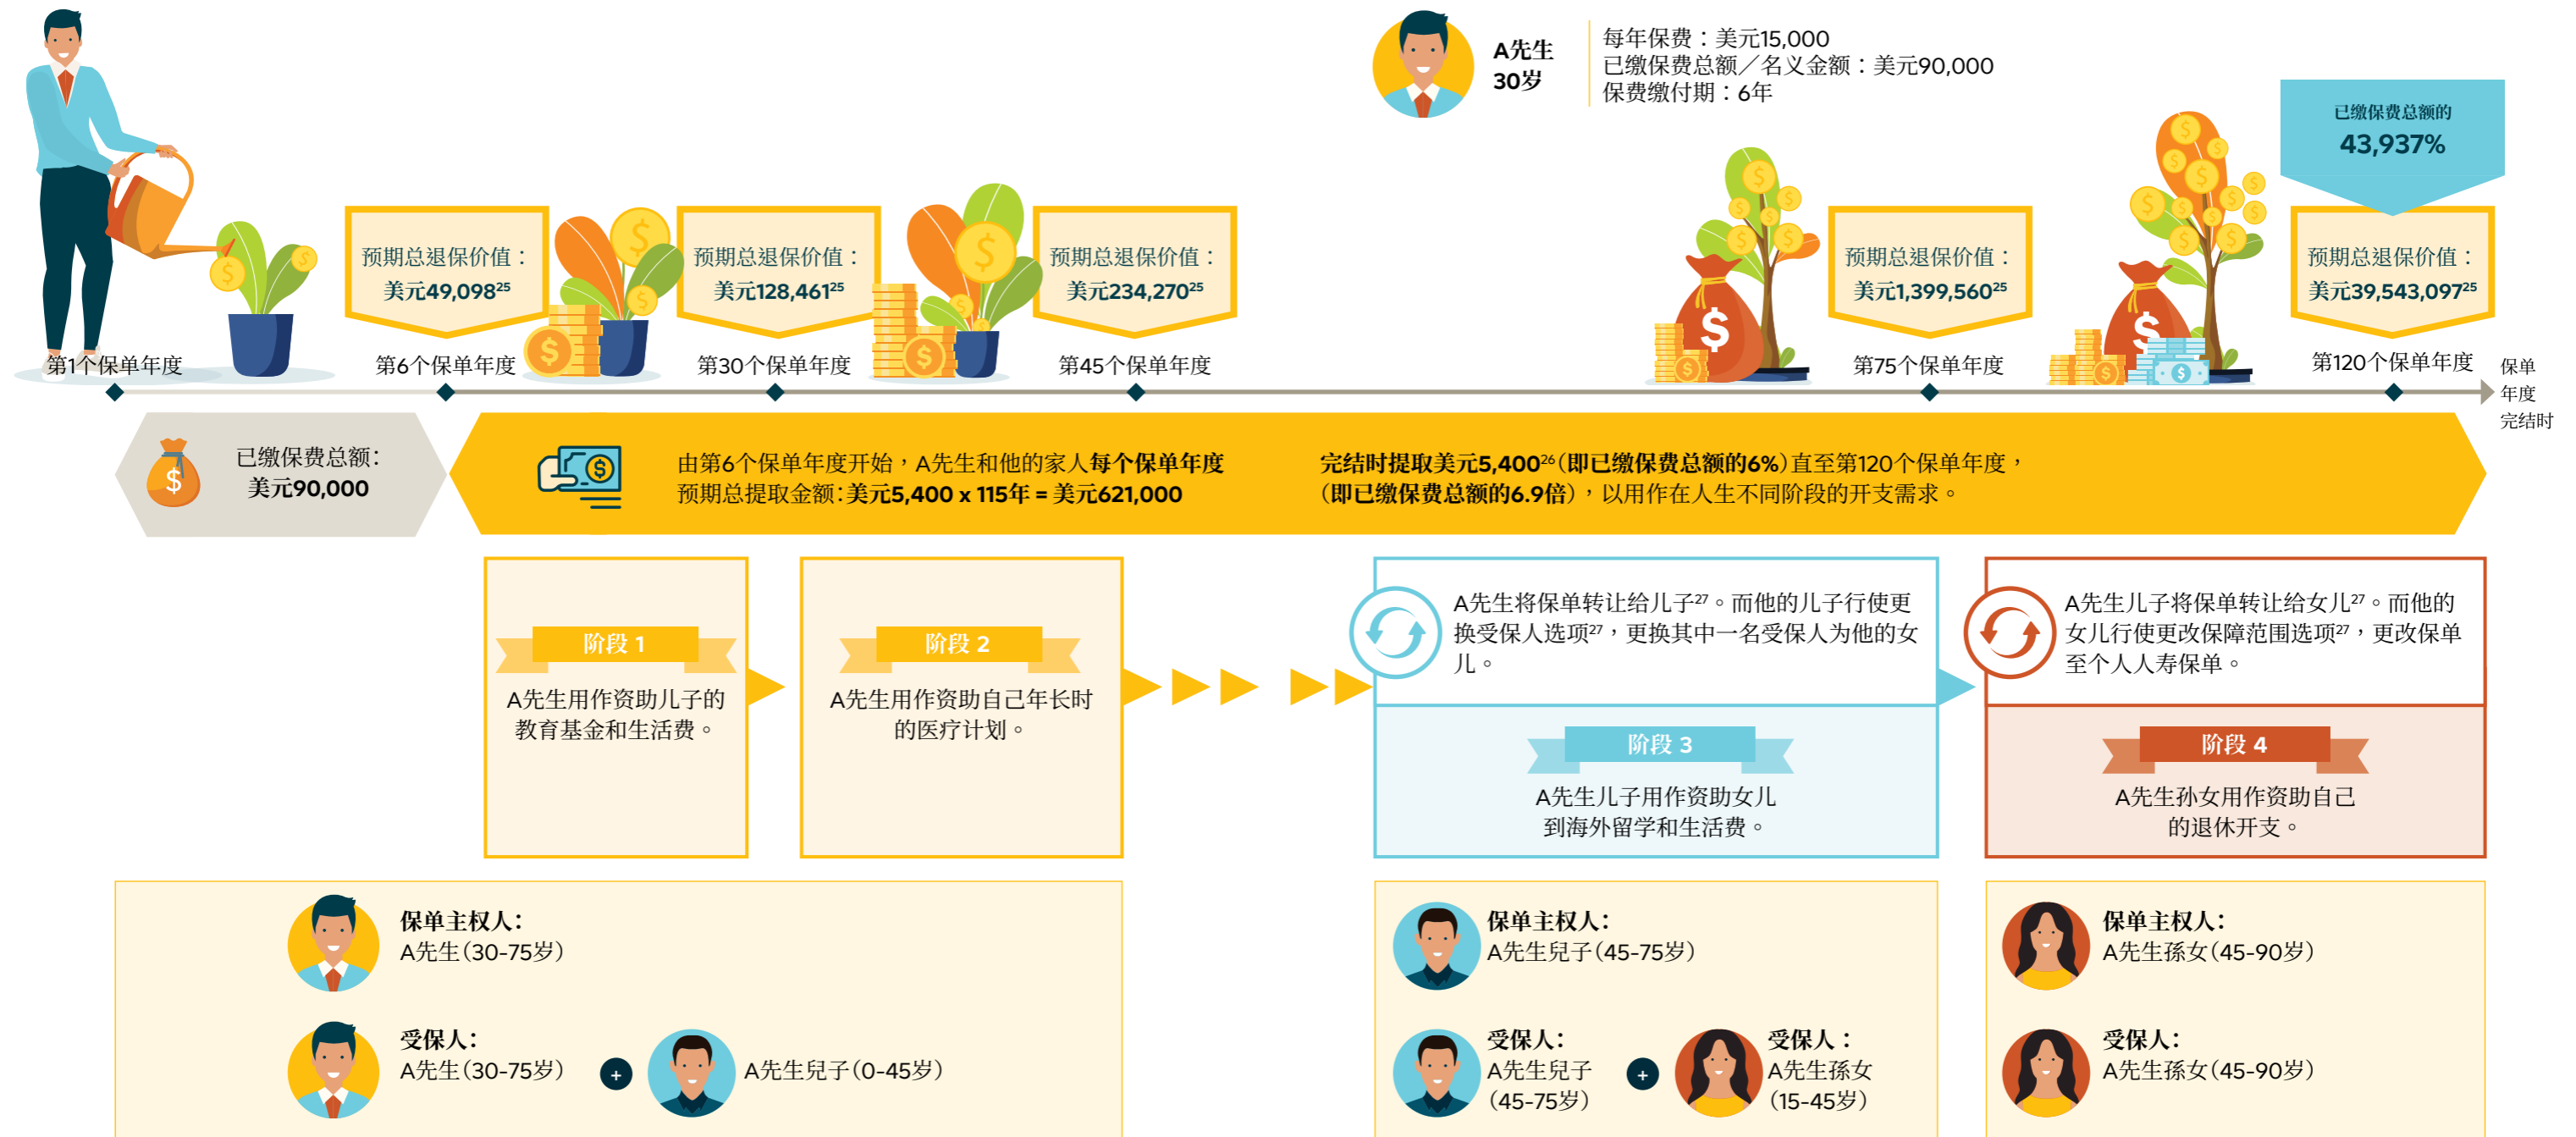 A先生
30岁
每年保费：美元15,000
已缴保费总额／名义金额：美元90,000
保费缴付期：6年
已缴保费总额的
43,937%
预期总退保价值：
美元49,098²⁵
预期总退保价值：
美元128,461²⁵
预期总退保价值：
美元234,270²⁵
预期总退保价值：
美元1,399,560²⁵
预期总退保价值：
美元39,543,097²⁵
第1个保单年度
第6个保单年度
第30个保单年度
第45个保单年度
第75个保单年度
第120个保单年度
保单
年度
完结时
已缴保费总额：
美元90,000
由第6个保单年度开始，A先生和他的家人每个保单年度完结时提取美元5,400²⁶（即已缴保费总额的6%）直至第120个保单年度，
预期总提取金额：美元5,400 x 115年 = 美元621,000（即已缴保费总额的6.9倍），以用作在人生不同阶段的开支需求。
阶段 1
A先生用作资助儿子的
教育基金和生活费。
阶段 2
A先生用作资助自己年长时
的医疗计划。
A先生将保单转让给儿子²⁷。而他的儿子行使更
换受保人选项²⁷，更换其中一名受保人为他的女
儿。
阶段 3
A先生儿子用作资助女儿
到海外留学和生活费。
A先生儿子将保单转让给女儿²⁷。而他的
女儿行使更改保障范围选项²⁷，更改保单
至个人人寿保单。
阶段 4
A先生孙女用作资助自己
的退休开支。
保单主权人：
A先生（30-75岁）
受保人：
A先生（30-75岁）
+
A先生兒子（0-45岁）
保单主权人：
A先生兒子（45-75岁）
受保人：
A先生兒子
（45-75岁）
+
受保人：
A先生孫女
（15-45岁）
保单主权人：
A先生孫女（45-90岁）
受保人：
A先生孫女（45-90岁）